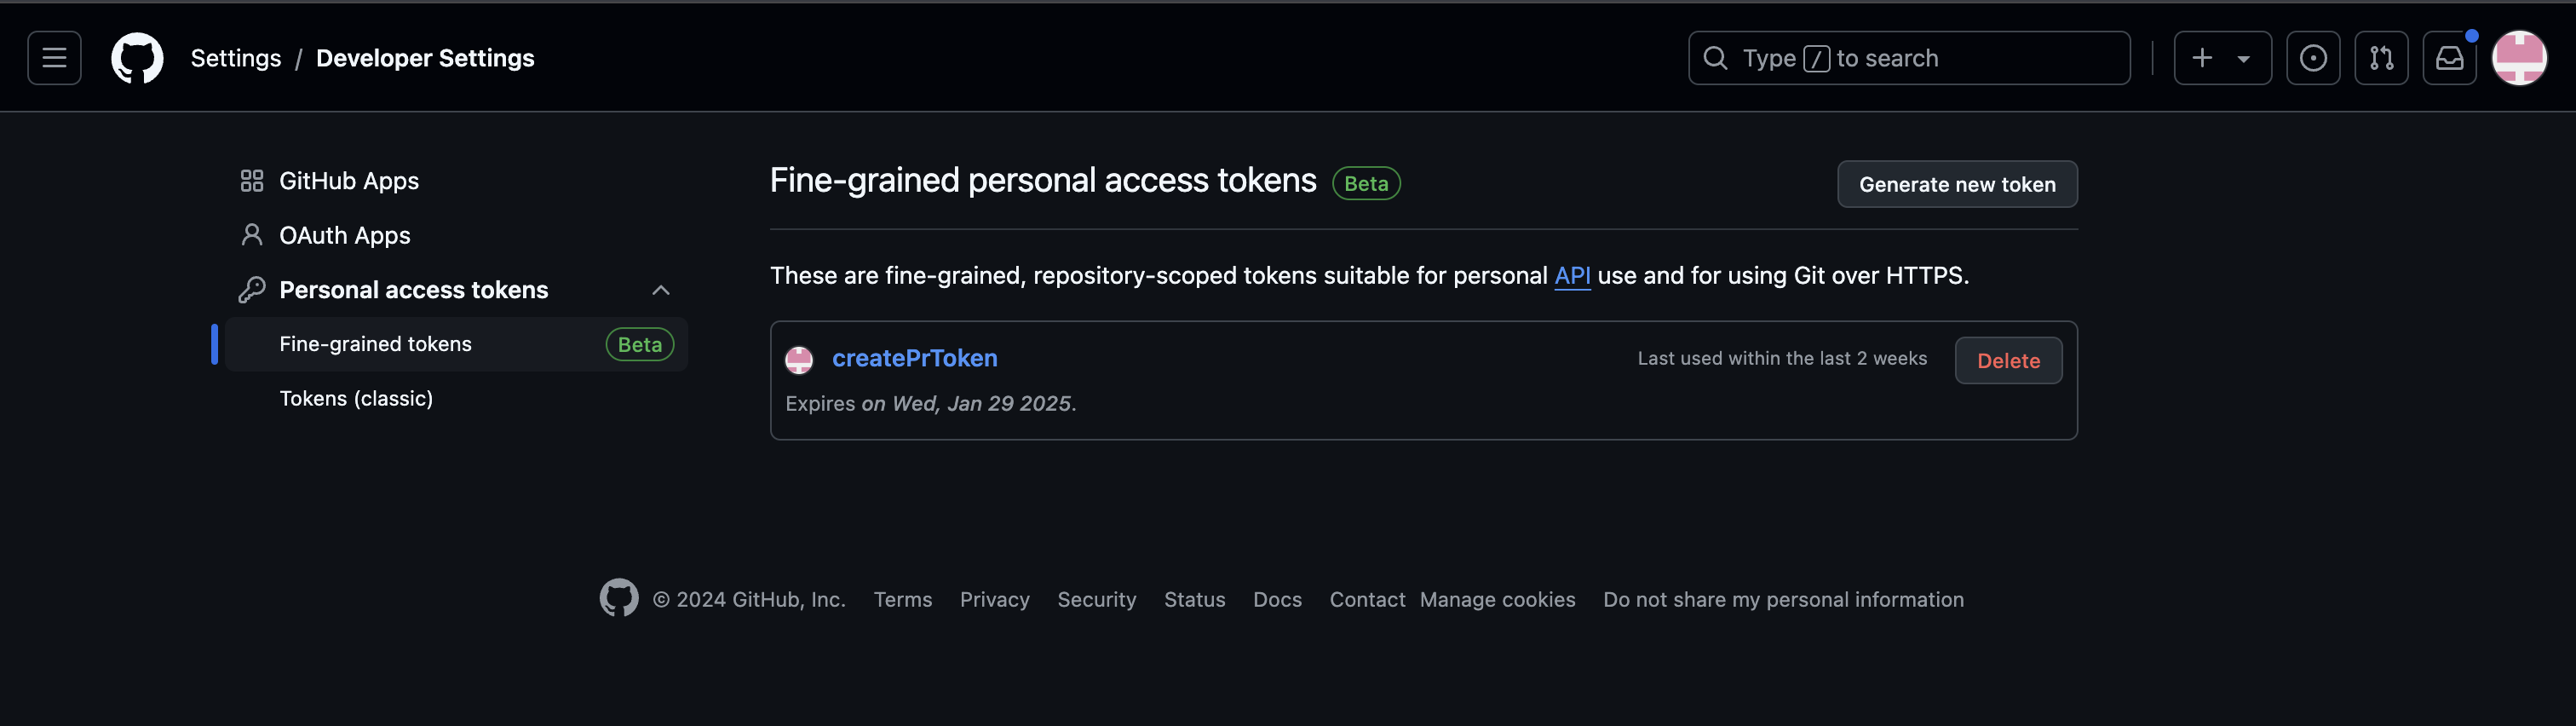 Settings / Developer Settings
Type / to search
GitHub Apps
OAuth Apps
Personal access tokens
Fine-grained tokens Beta
Tokens (classic)
Fine-grained personal access tokens Beta
Generate new token
These are fine-grained, repository-scoped tokens suitable for personal API use and for using Git over HTTPS.
createPrToken
Last used within the last 2 weeks
Delete
Expires on Wed, Jan 29 2025.
© 2024 GitHub, Inc. Terms Privacy Security Status Docs Contact Manage cookies Do not share my personal information